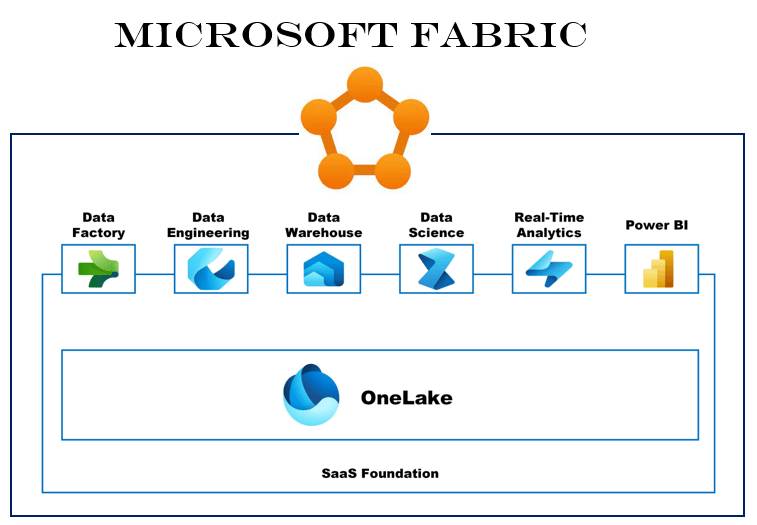 MICROSOFT FABRIC
Data
Factory
Data
Engineering
Data
Warehouse
Data
Science
Real-Time
Analytics
Power BI
OneLake
SaaS Foundation